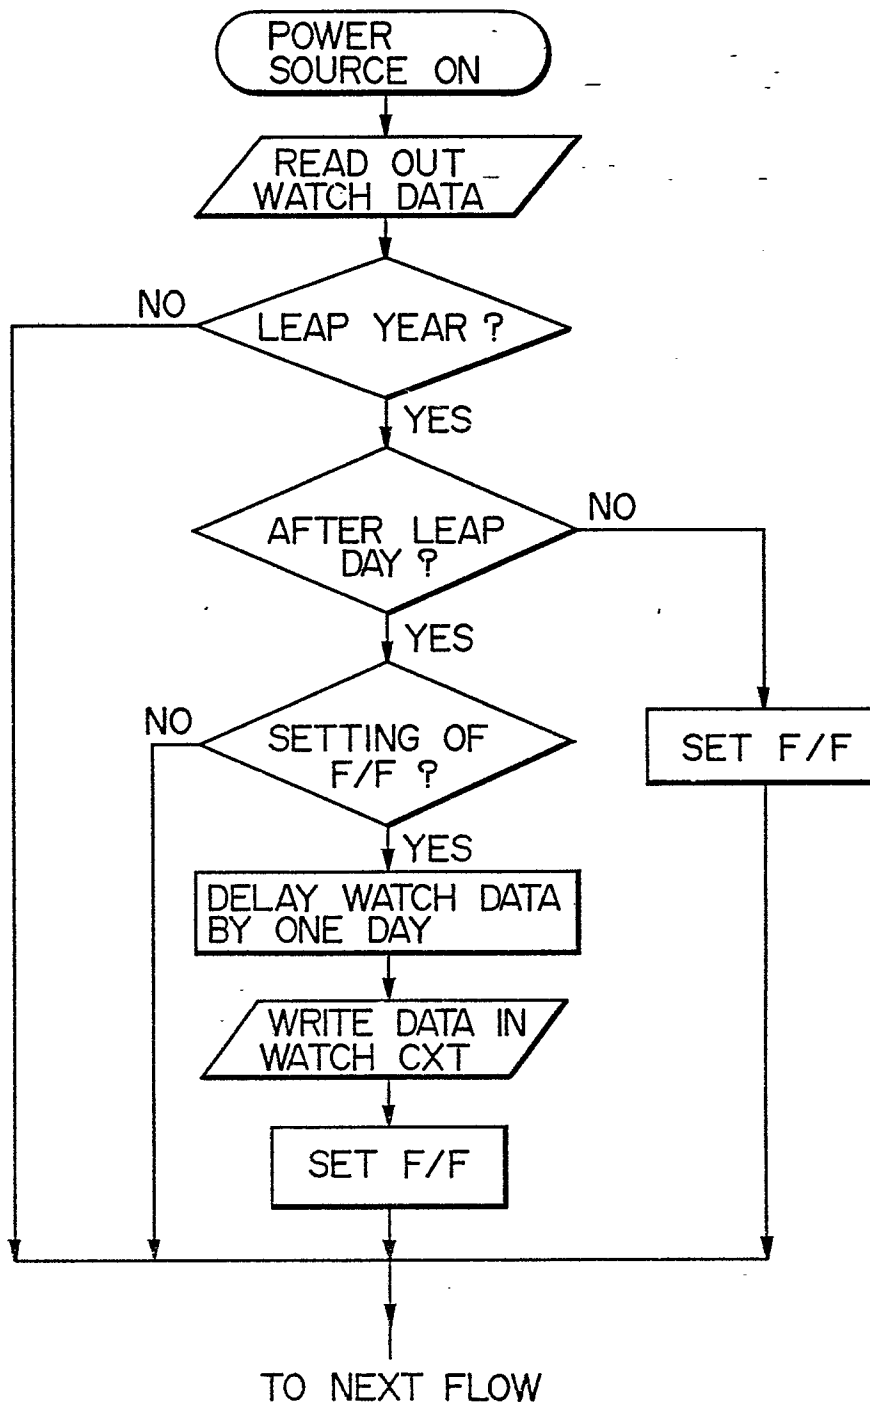 POWER
SOURCE ON
READ OUT
WATCH DATA
NO
LEAP YEAR ?
YES
AFTER LEAP
DAY ?
NO
YES
NO
SETTING OF
F/F ?
SET F/F
YES
DELAY WATCH DATA
BY ONE DAY
WRITE DATA IN
WATCH CXT
SET F/F
TO NEXT FLOW